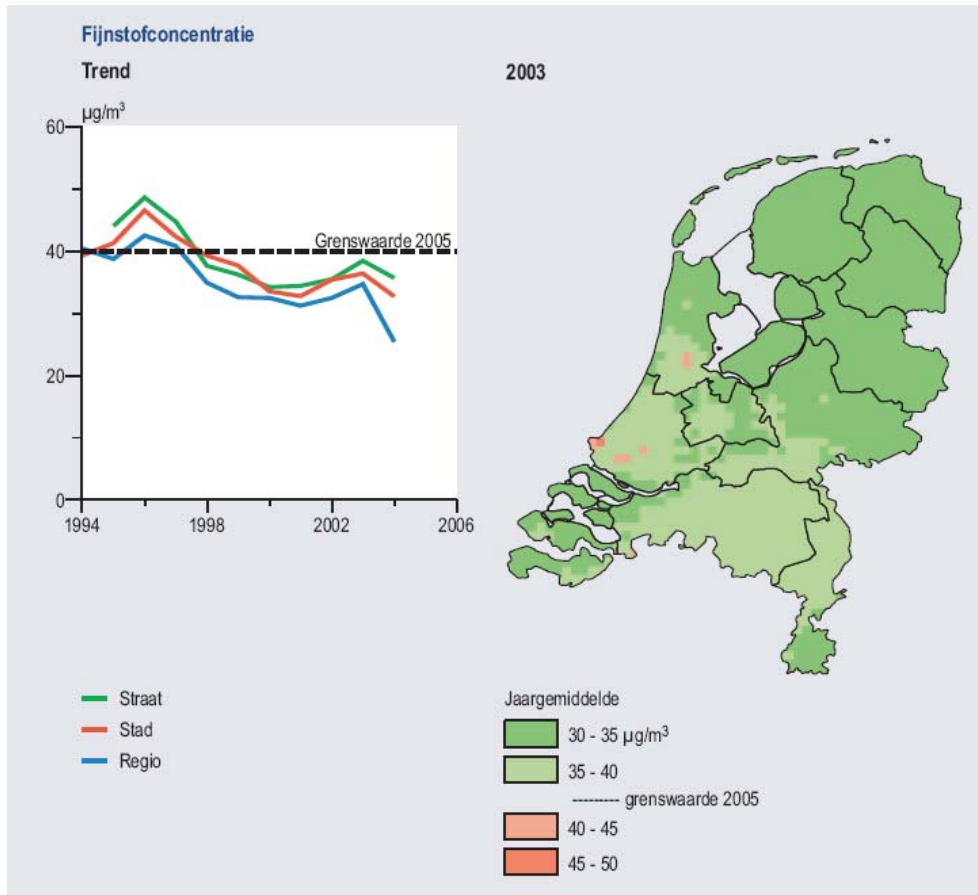 Fijnstofconcentratie
Trend
µg/m³
60
40
20
0
Grenswaarde 2005
1994
1998
2002
2006
Straat
Stad
Regio
2003
Jaargemiddelde
30 - 35 µg/m³
35 - 40
--------- grenswaarde 2005
40 - 45
45 - 50